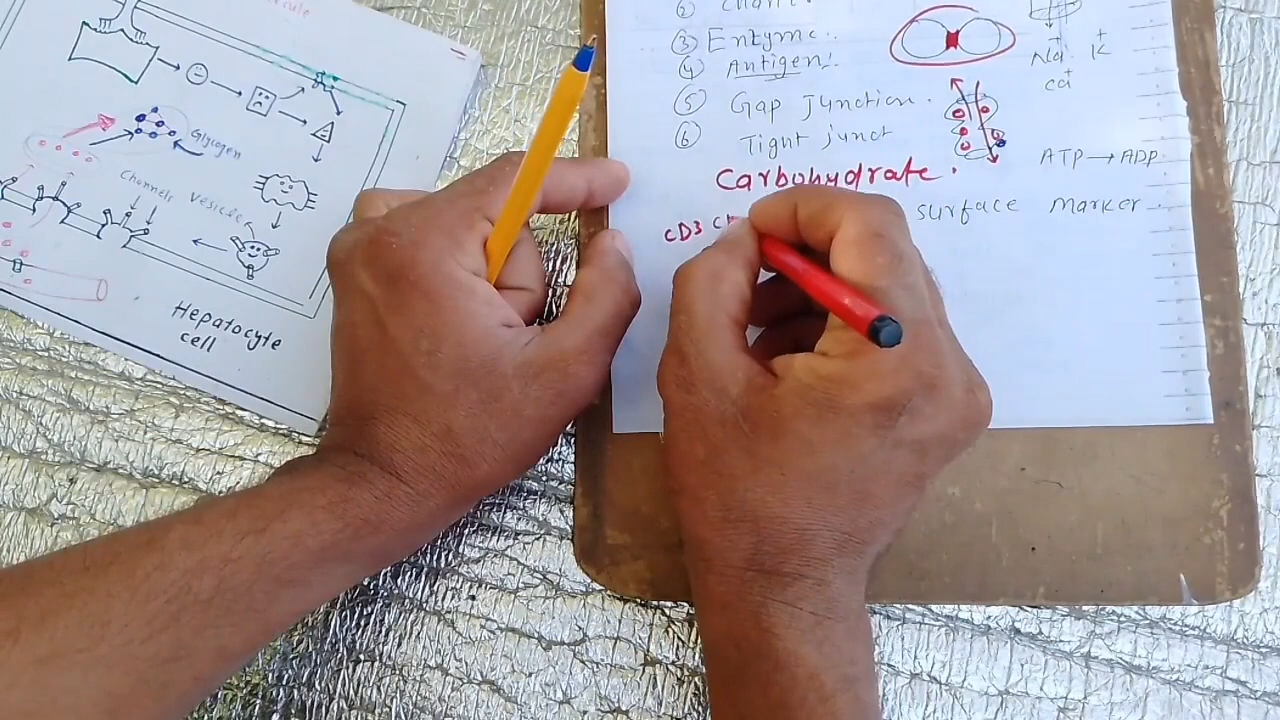 Glycogen
Channels
Vesicle
Hepatocyte
cell
②
③ Enzyme
④ Antigen
⑤ Gap Junction.
⑥ Tight junct
Na+ K+
ca+
ATP → ADP
Carbohydrate.
surface marker
CD3